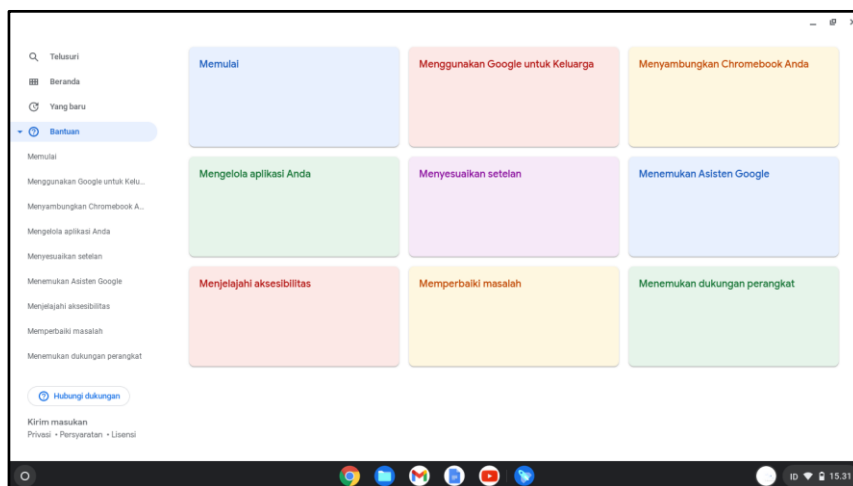 Telusuri
Beranda
Yang baru
Bantuan
Memulai
Menggunakan Google untuk Kelu...
Menyambungkan Chromebook A...
Mengelola aplikasi Anda
Menyesuaikan setelan
Menemukan Asisten Google
Menjelajahi aksesibilitas
Memperbaiki masalah
Menemukan dukungan perangkat
Hubungi dukungan
Kirim masukan
Privasi • Persyaratan • Lisensi
Memulai
Menggunakan Google untuk Keluarga
Menyambungkan Chromebook Anda
Mengelola aplikasi Anda
Menyesuaikan setelan
Menemukan Asisten Google
Menjelajahi aksesibilitas
Memperbaiki masalah
Menemukan dukungan perangkat
ID 15.31